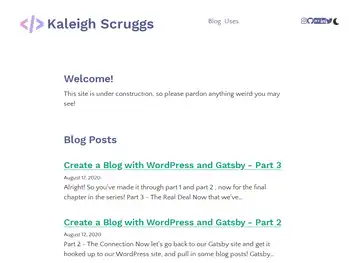 </> Kaleigh Scruggs
Blog Uses
Welcome!
This site is under construction, so please pardon anything weird you may
see!
Blog Posts
Create a Blog with WordPress and Gatsby - Part 3
August 17, 2020
Alright! So you've made it through part 1 and part 2 , now for the final
chapter in the series! Part 3 - The Real Deal Now that we've...
Create a Blog with WordPress and Gatsby - Part 2
August 12, 2020
Part 2 - The Connection Now let's go back to our Gatsby site and get it
hooked up to our WordPress site, and pull in some blog posts! Gatsby...